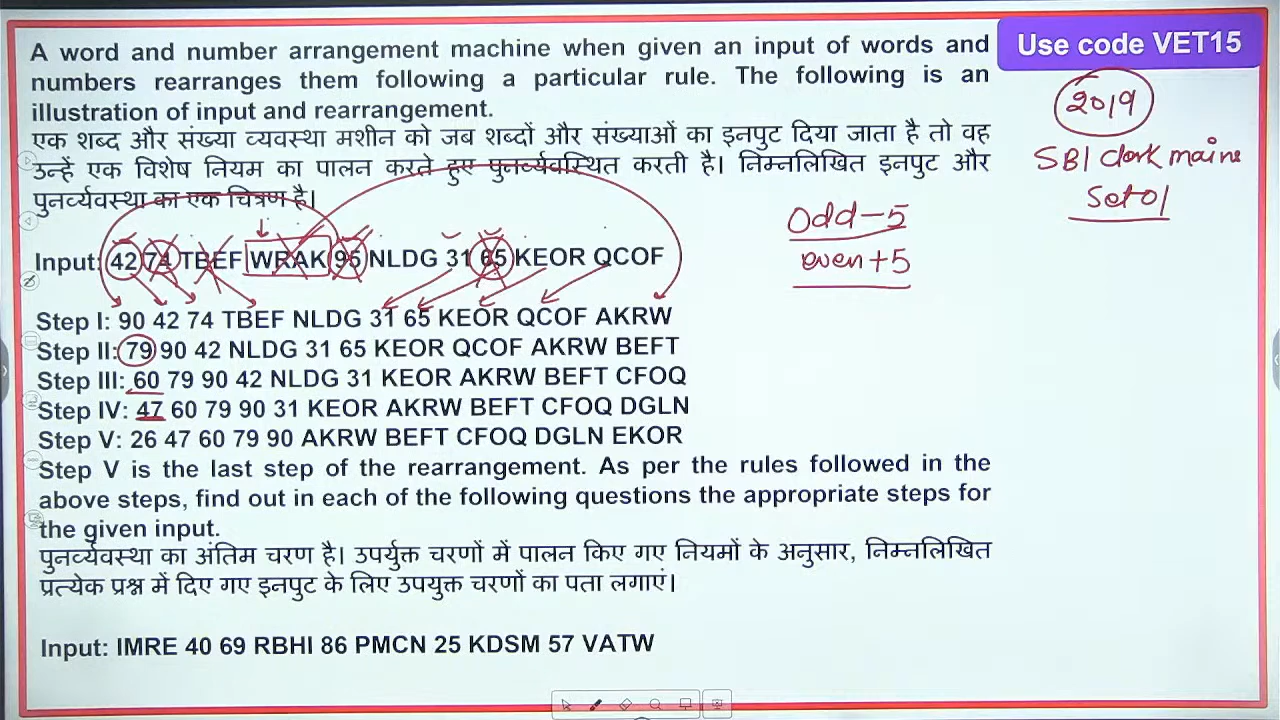 A word and number arrangement machine when given an input of words and
numbers rearranges them following a particular rule. The following is an
illustration of input and rearrangement.
एक शब्द और संख्या व्यवस्था मशीन को जब शब्दों और संख्याओं का इनपुट दिया जाता है तो वह
उन्हें एक विशेष नियम का पालन करते हुए पुनर्व्यवस्थित करती है। निम्नलिखित इनपुट और
पुनर्व्यवस्था का एक चित्रण है।
Input: 42 74 TBEF WRAK 95 NLDG 31 65 KEOR QCOF
Step I: 90 42 74 TBEF NLDG 31 65 KEOR QCOF AKRW
Step II: 79 90 42 NLDG 31 65 KEOR QCOF AKRW BEFT
Step III: 60 79 90 42 NLDG 31 KEOR AKRW BEFT CFOQ
Step IV: 47 60 79 90 31 KEOR AKRW BEFT CFOQ DGLN
Step V: 26 47 60 79 90 AKRW BEFT CFOQ DGLN EKOR
Step V is the last step of the rearrangement. As per the rules followed in the
above steps, find out in each of the following questions the appropriate steps for
the given input.
पुनर्व्यवस्था का अंतिम चरण है। उपर्युक्त चरणों में पालन किए गए नियमों के अनुसार, निम्नलिखित
प्रत्येक प्रश्न में दिए गए इनपुट के लिए उपयुक्त चरणों का पता लगाएं।
Input: IMRE 40 69 RBHI 86 PMCN 25 KDSM 57 VATW
Use code VET15
2019
SBI clerk mains
Set 01
Odd-5
even+5